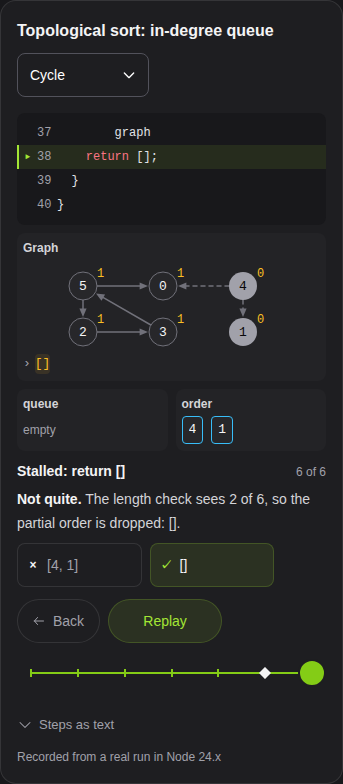 Topological sort: in-degree queue
Cycle
37 graph
38 return [];
39 }
40 }
Graph
5 1 0 1 4 0
2 1 3 1 1 0
› []
queue
empty
order
4 1
Stalled: return []
6 of 6
Not quite. The length check sees 2 of 6, so the
partial order is dropped: [].
× [4, 1]
✓ []
← Back
Replay
Steps as text
Recorded from a real run in Node 24.x